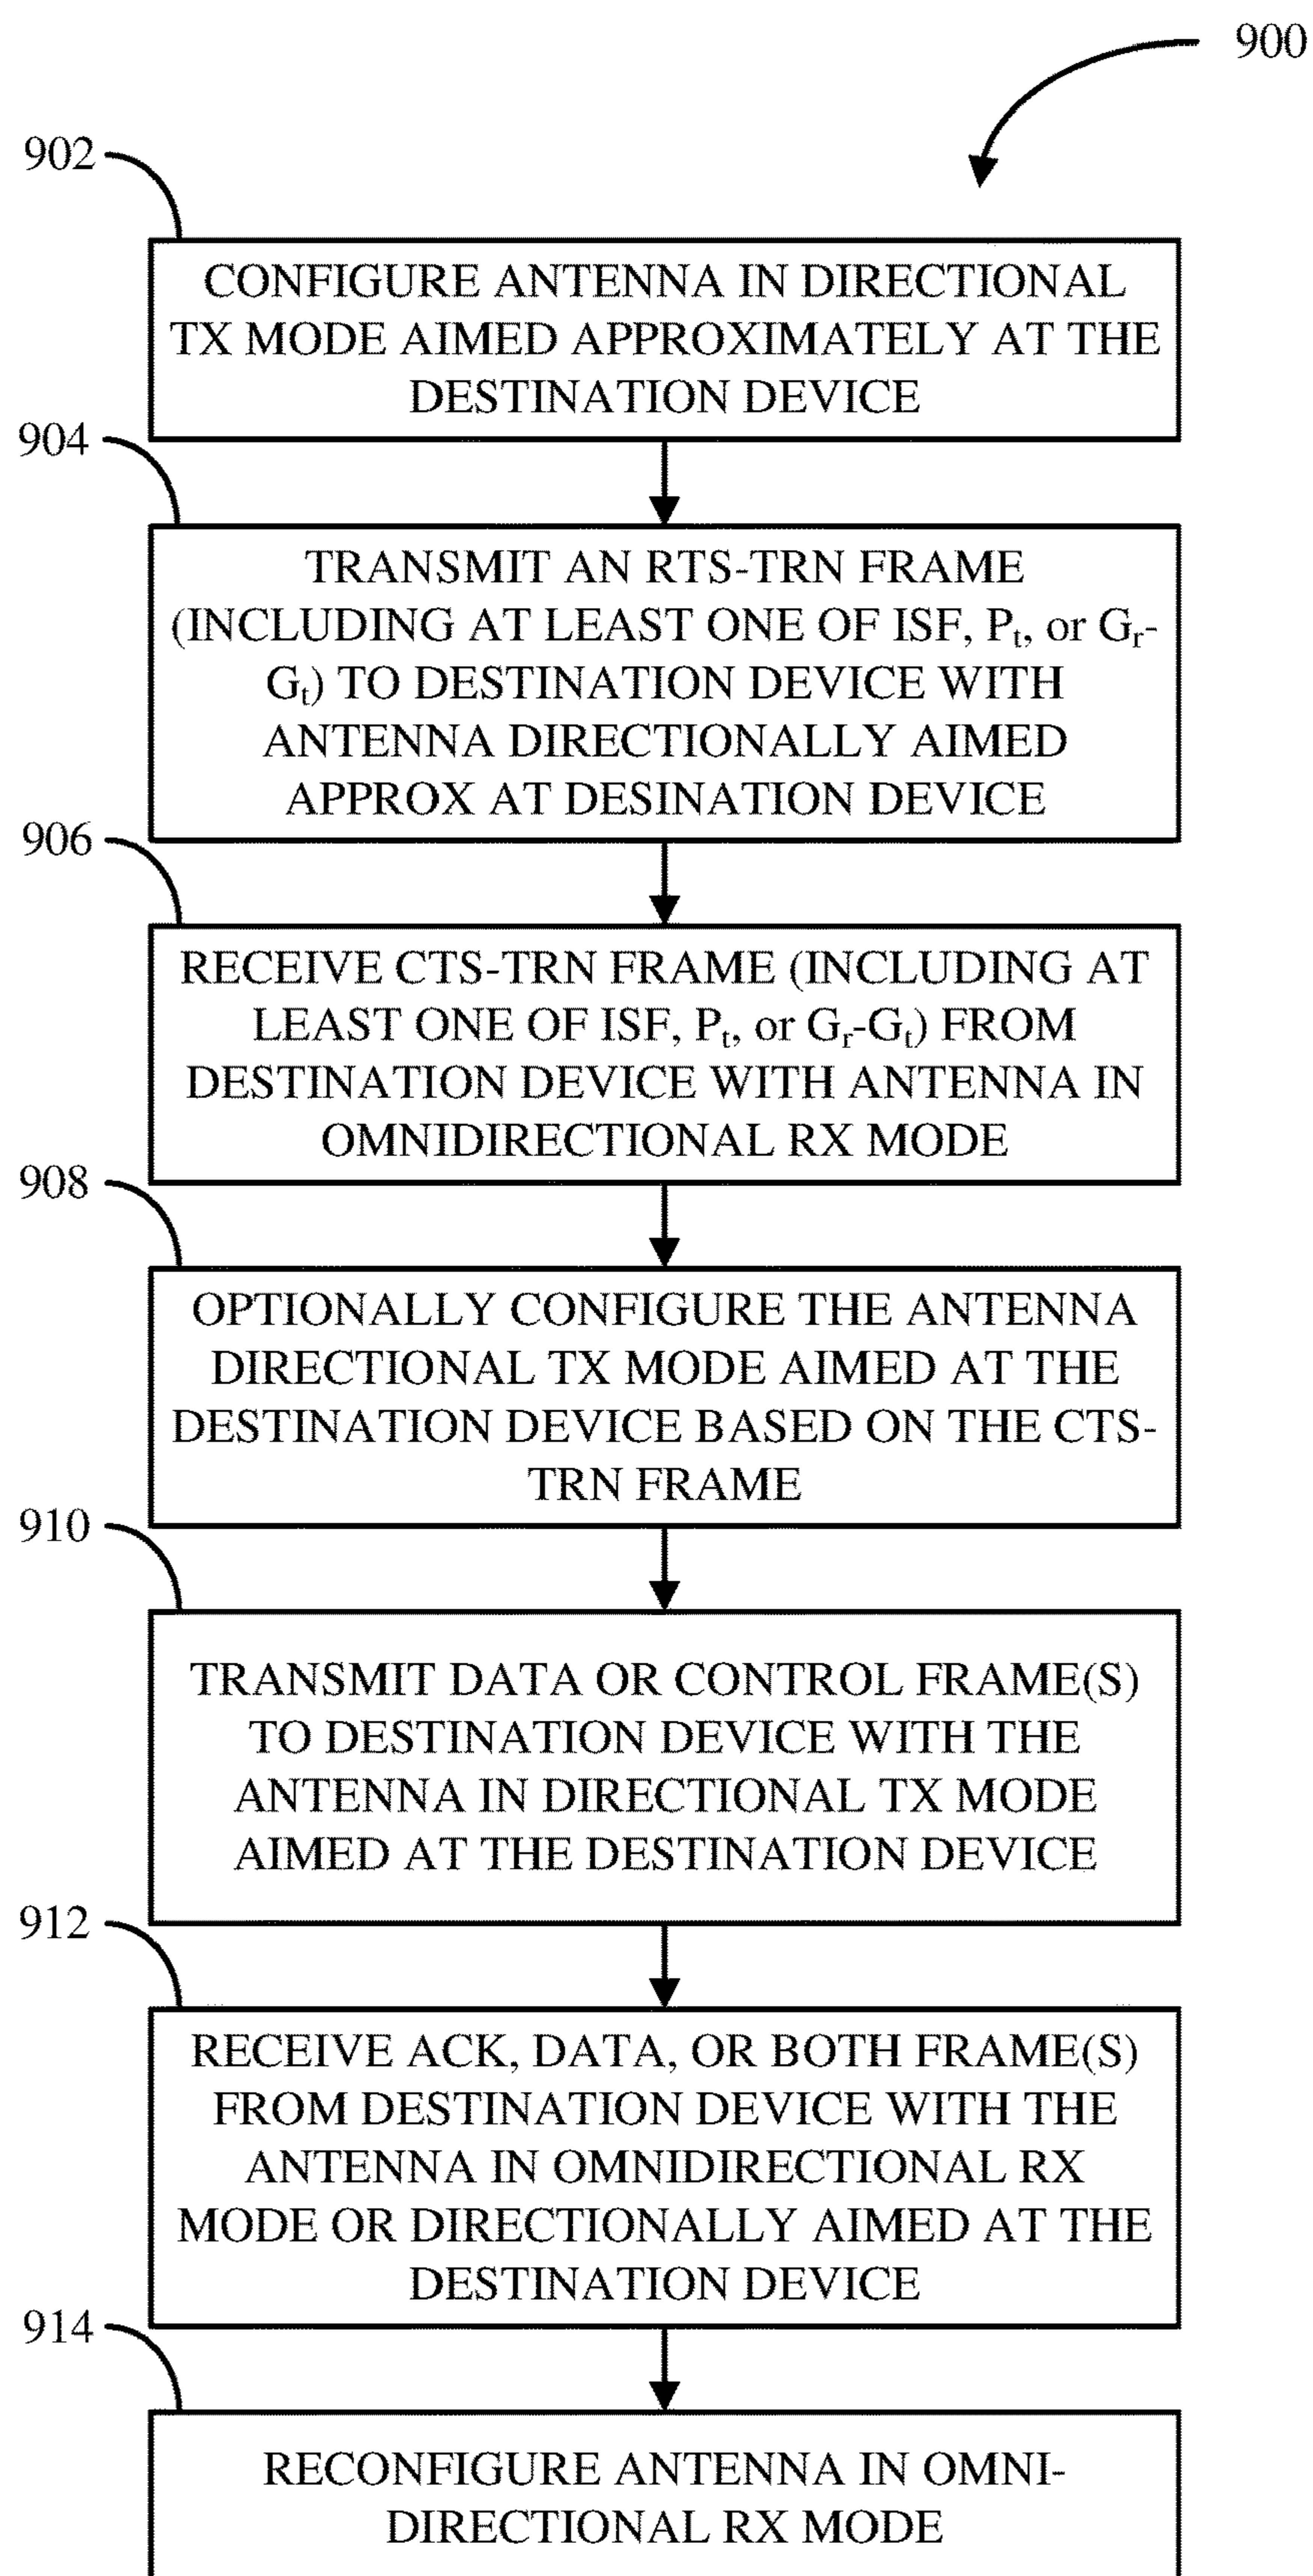 900
902
CONFIGURE ANTENNA IN DIRECTIONAL
TX MODE AIMED APPROXIMATELY AT THE
DESTINATION DEVICE
904
TRANSMIT AN RTS-TRN FRAME
(INCLUDING AT LEAST ONE OF ISF, Pt, or Gr-
Gt) TO DESTINATION DEVICE WITH
ANTENNA DIRECTIONALLY AIMED
APPROX AT DESINATION DEVICE
906
RECEIVE CTS-TRN FRAME (INCLUDING AT
LEAST ONE OF ISF, Pt, or Gr-Gt) FROM
DESTINATION DEVICE WITH ANTENNA IN
OMNIDIRECTIONAL RX MODE
908
OPTIONALLY CONFIGURE THE ANTENNA
DIRECTIONAL TX MODE AIMED AT THE
DESTINATION DEVICE BASED ON THE CTS-
TRN FRAME
910
TRANSMIT DATA OR CONTROL FRAME(S)
TO DESTINATION DEVICE WITH THE
ANTENNA IN DIRECTIONAL TX MODE
AIMED AT THE DESTINATION DEVICE
912
RECEIVE ACK, DATA, OR BOTH FRAME(S)
FROM DESTINATION DEVICE WITH THE
ANTENNA IN OMNIDIRECTIONAL RX
MODE OR DIRECTIONALLY AIMED AT THE
DESTINATION DEVICE
914
RECONFIGURE ANTENNA IN OMNI-
DIRECTIONAL RX MODE